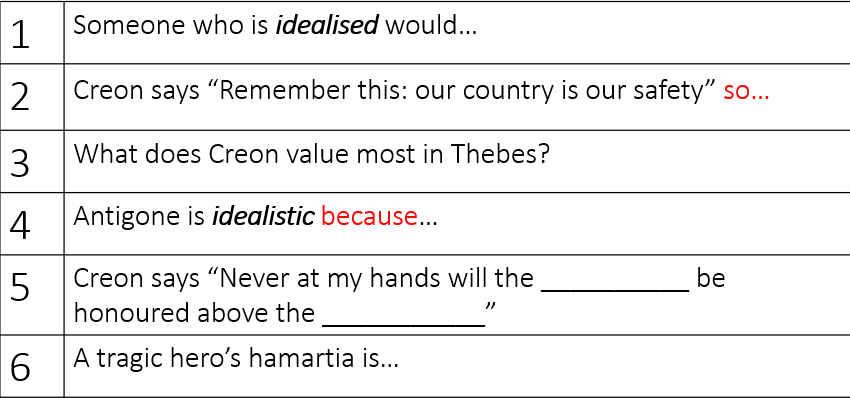 1 Someone who is idealised would...
2 Creon says “Remember this: our country is our safety” so...
3 What does Creon value most in Thebes?
4 Antigone is idealistic because...
5 Creon says “Never at my hands will the ___________ be
honoured above the ____________”
6 A tragic hero’s hamartia is...